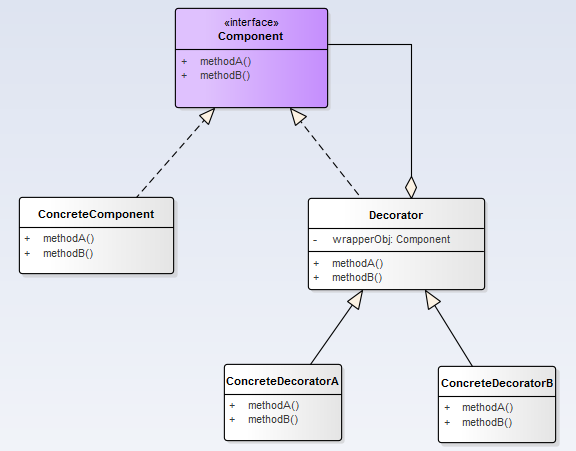 «interface»
Component
+ methodA()
+ methodB()
ConcreteComponent
+ methodA()
+ methodB()
Decorator
- wrapperObj: Component
+ methodA()
+ methodB()
ConcreteDecoratorA
+ methodA()
+ methodB()
ConcreteDecoratorB
+ methodA()
+ methodB()